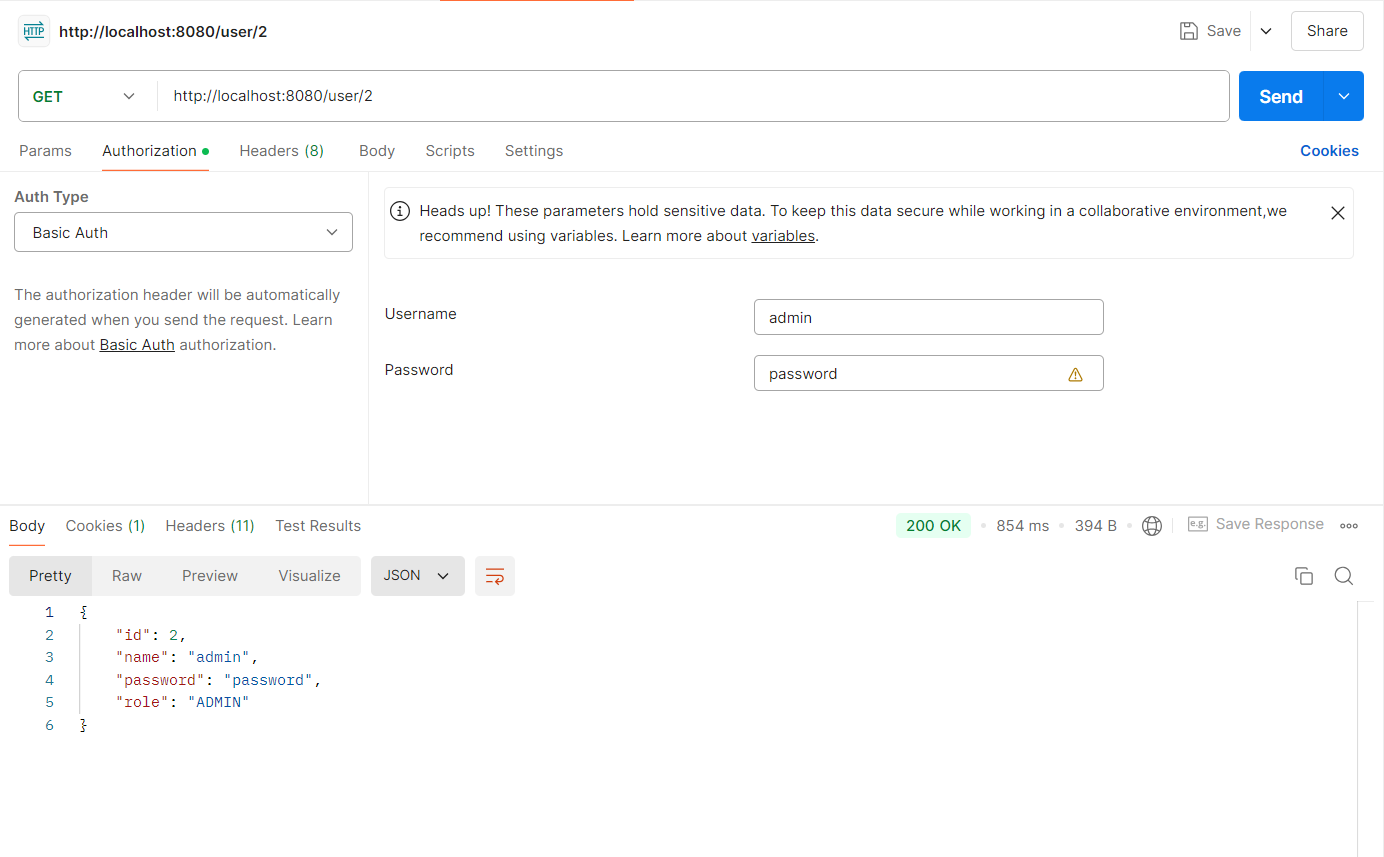 HTTP http://localhost:8080/user/2 Save Share
GET http://localhost:8080/user/2 Send
Params Authorization Headers (8) Body Scripts Settings Cookies
Auth Type
Basic Auth
The authorization header will be automatically
generated when you send the request. Learn
more about Basic Auth authorization.
Heads up! These parameters hold sensitive data. To keep this data secure while working in a collaborative environment,we
recommend using variables. Learn more about variables.
Username admin
Password password
Body Cookies (1) Headers (11) Test Results 200 OK 854 ms 394 B e.g. Save Response
Pretty Raw Preview Visualize JSON
1 {
2 "id": 2,
3 "name": "admin",
4 "password": "password",
5 "role": "ADMIN"
6 }